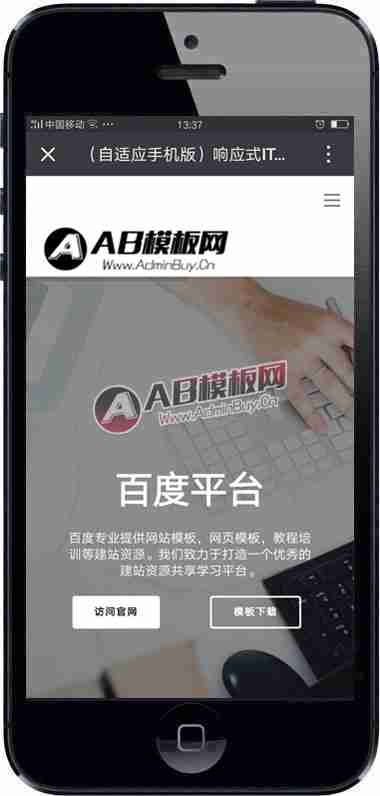 中国移动 ···
13:37
（自适应手机版）响应式IT...
A AB模板网
Www.AdminBuy.Cn
A AB模板网
Www.AdminBuy.Cn
百度平台
百度专业提供网站模板，网页模板，教程培
训等建站资源。我们致力于打造一个优秀的
建站资源共享学习平台。
访问官网
模板下载